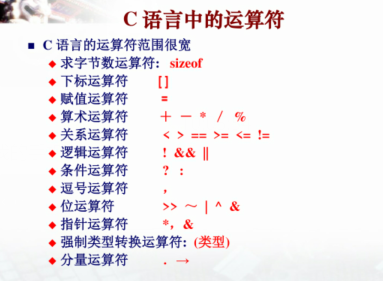 C 语言中的运算符
C 语言的运算符范围很宽
求字节数运算符：sizeof
下标运算符 [ ]
赋值运算符 =
算术运算符 ＋ － * ／ %
关系运算符 < > == >= <= !=
逻辑运算符 ! && ||
条件运算符 ? :
逗号运算符 ，
位运算符 >> ～ | ^ &
指针运算符 *，&
强制类型转换运算符：(类型)
分量运算符 . →